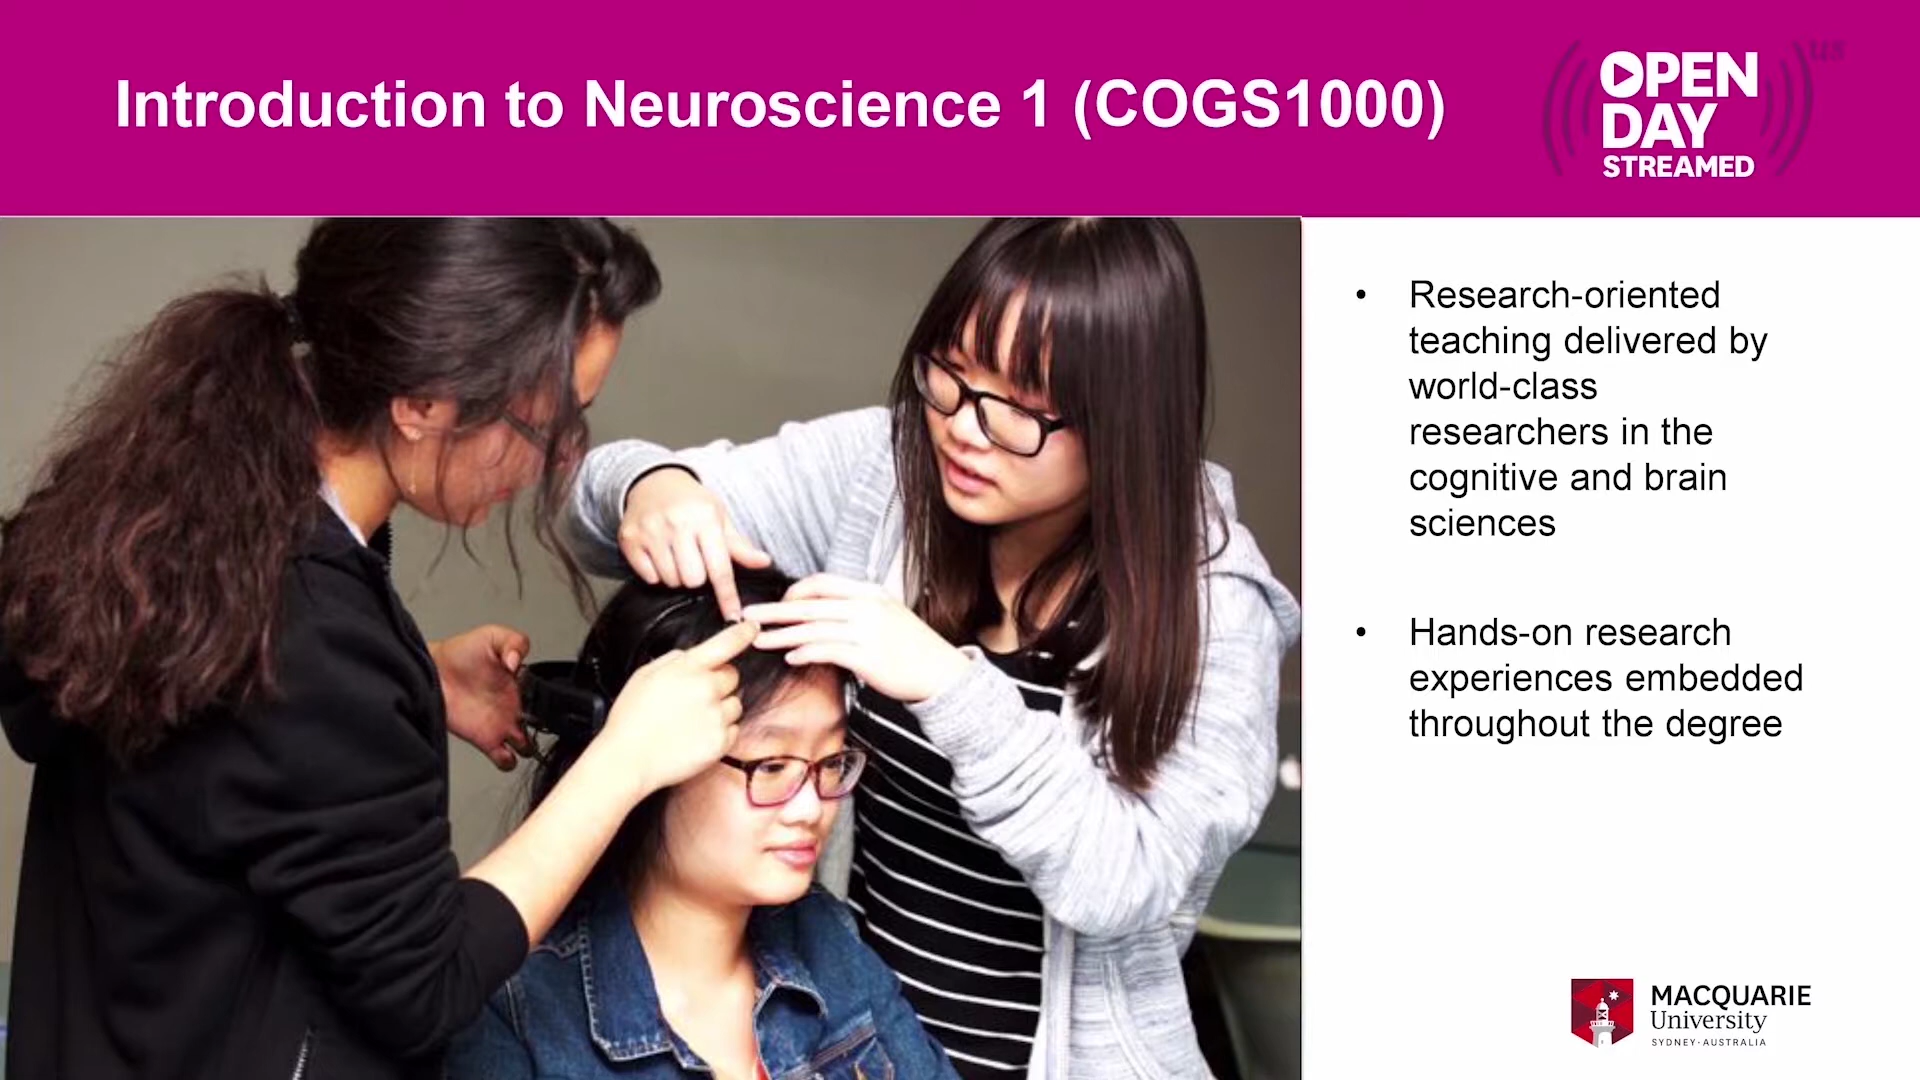 Introduction to Neuroscience 1 (COGS1000)
OPEN
DAY
STREAMED
us
• Research-oriented
teaching delivered by
world-class
researchers in the
cognitive and brain
sciences
• Hands-on research
experiences embedded
throughout the degree
MACQUARIE
University
SYDNEY·AUSTRALIA